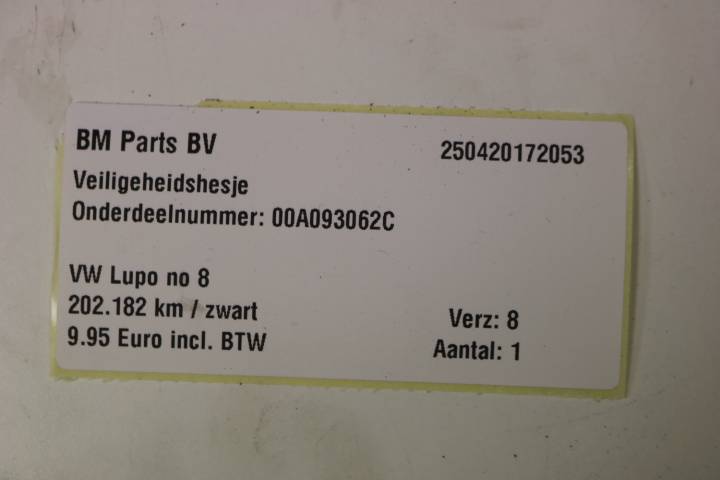 BM Parts BV 250420172053
Veiligeheidshesje
Onderdeelnummer: 00A093062C
VW Lupo no 8
202.182 km / zwart Verz: 8
9.95 Euro incl. BTW Aantal: 1